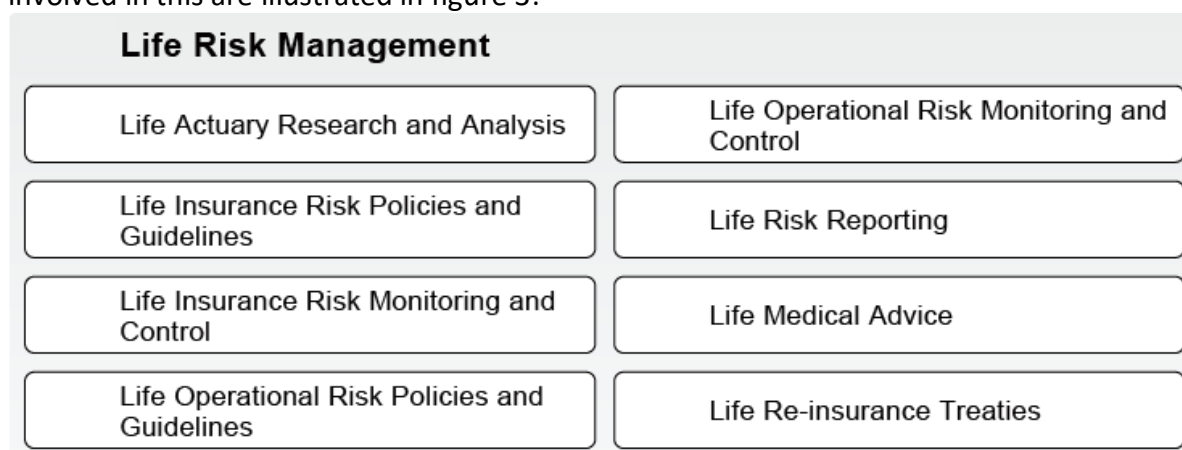 involved in this are illustrated in figure 3.
Life Risk Management
Life Actuary Research and Analysis
Life Insurance Risk Policies and
Guidelines
Life Insurance Risk Monitoring and
Control
Life Operational Risk Policies and
Guidelines
Life Operational Risk Monitoring and
Control
Life Risk Reporting
Life Medical Advice
Life Re-insurance Treaties